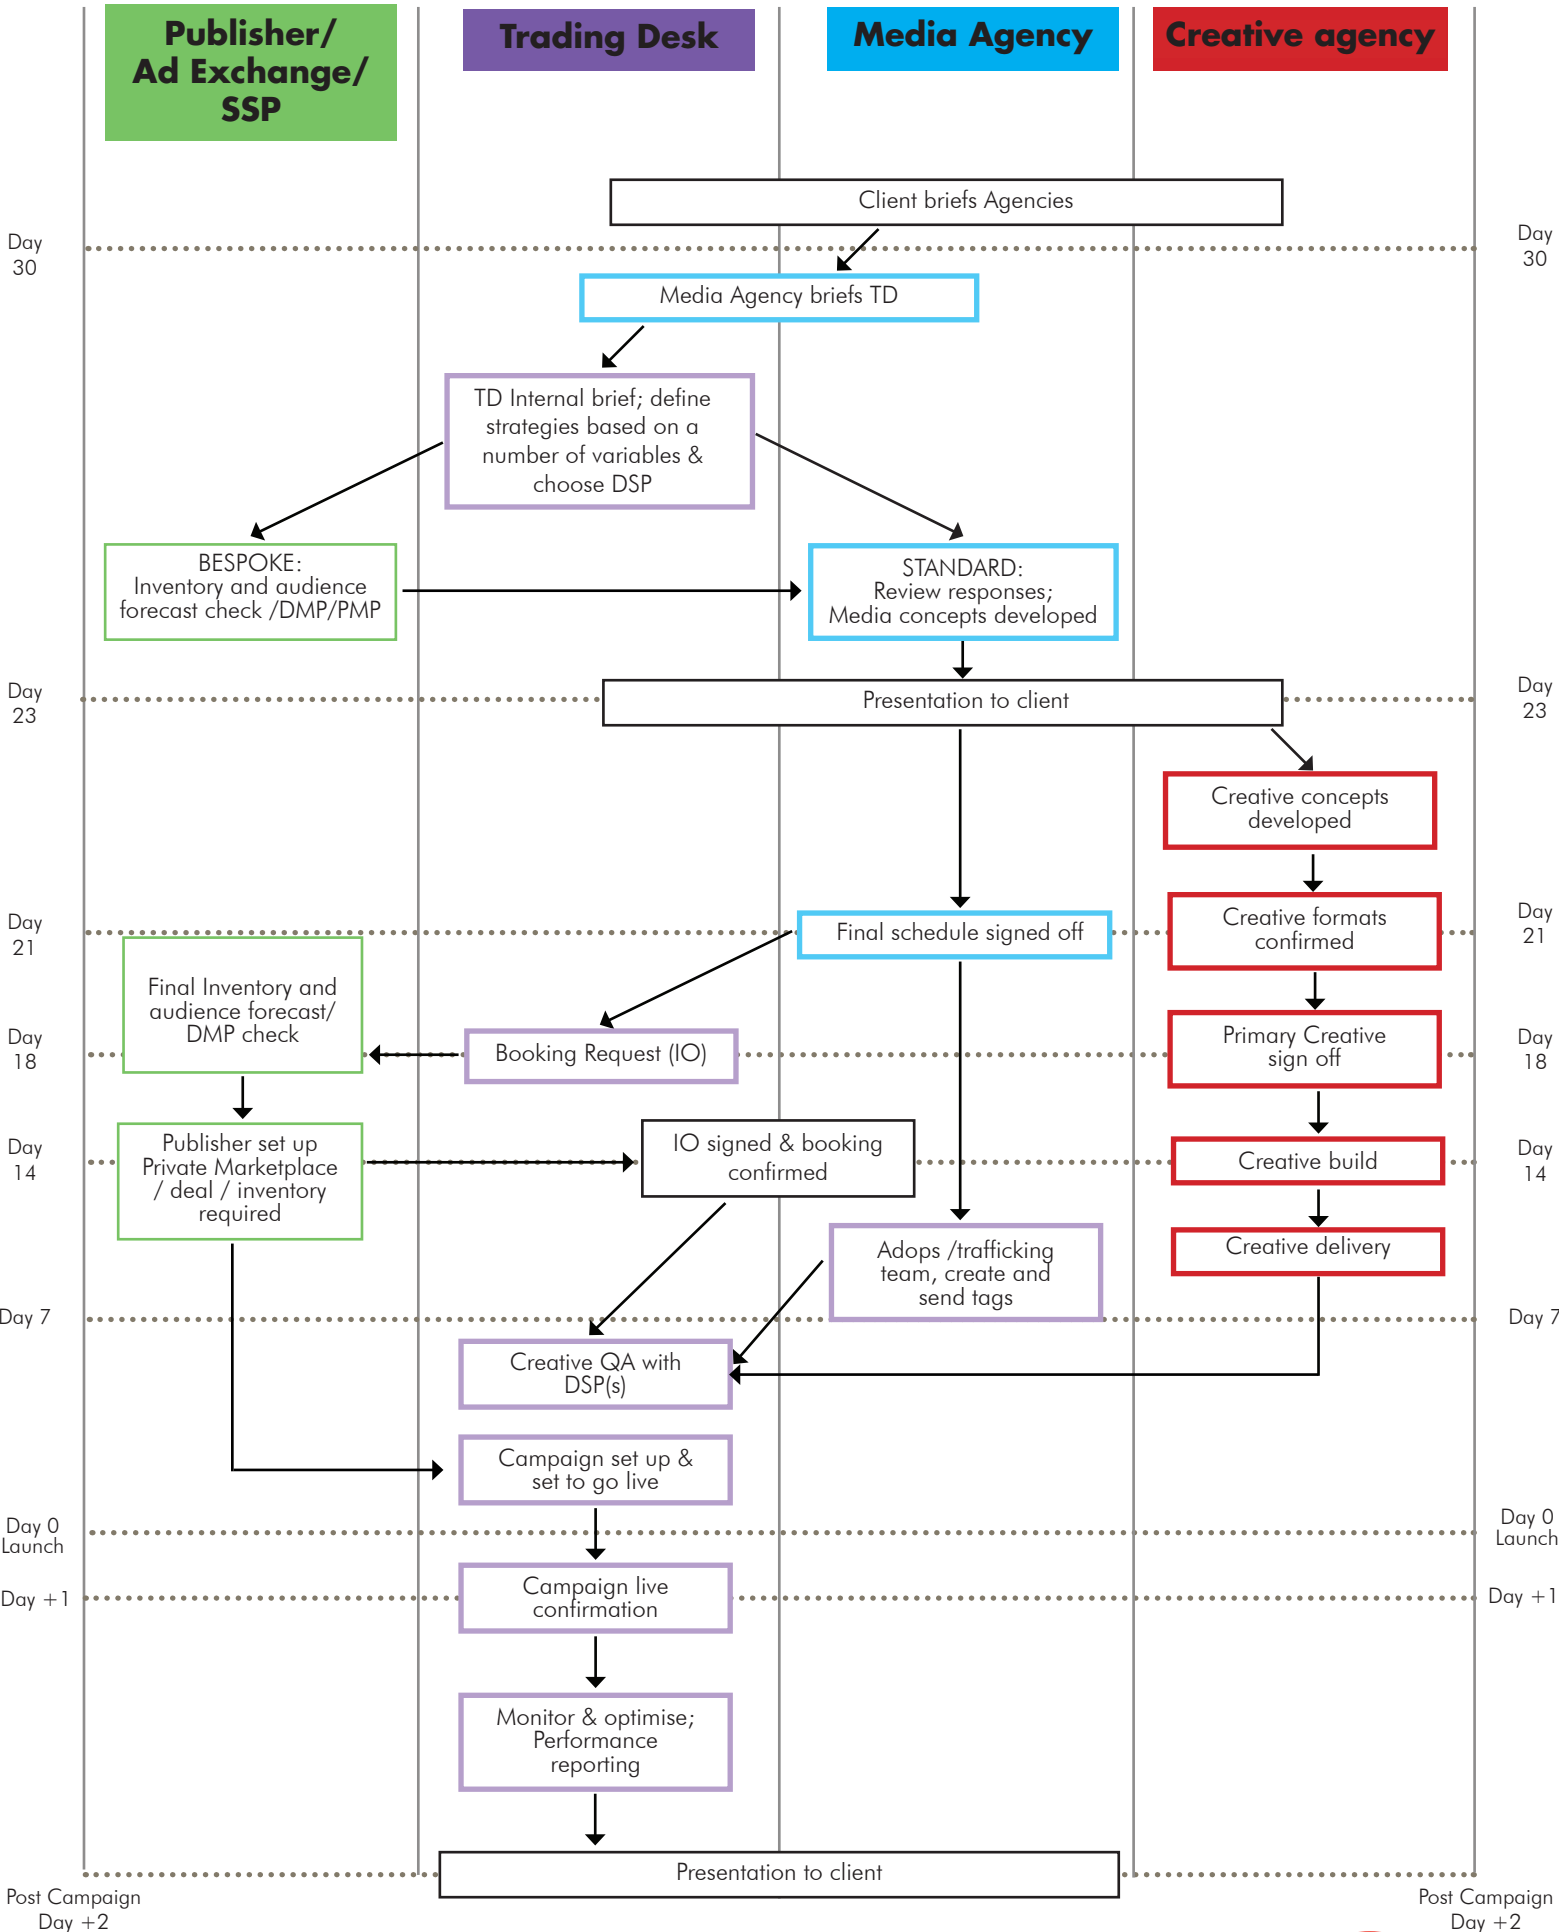 Publisher/
Ad Exchange/
SSP
Trading Desk
Media Agency
Creative agency
Client briefs Agencies
Day
30
Day
30
Media Agency briefs TD
TD Internal brief; define
strategies based on a
number of variables &
choose DSP
BESPOKE:
Inventory and audience
forecast check /DMP/PMP
STANDARD:
Review responses;
Media concepts developed
Day
23
Presentation to client
Day
23
Creative concepts
developed
Day
21
Final schedule signed off
Creative formats
confirmed
Day
21
Final Inventory and
audience forecast/
DMP check
Day
18
Booking Request (IO)
Primary Creative
sign off
Day
18
Day
14
Publisher set up
Private Marketplace
/ deal / inventory
required
IO signed & booking
confirmed
Creative build
Day
14
Adops /trafficking
team, create and
send tags
Creative delivery
Day 7
Day 7
Creative QA with
DSP(s)
Campaign set up &
set to go live
Day 0
Launch
Day 0
Launch
Day +1
Campaign live
confirmation
Day +1
Monitor & optimise;
Performance
reporting
Presentation to client
Post Campaign
Day +2
Post Campaign
Day +2